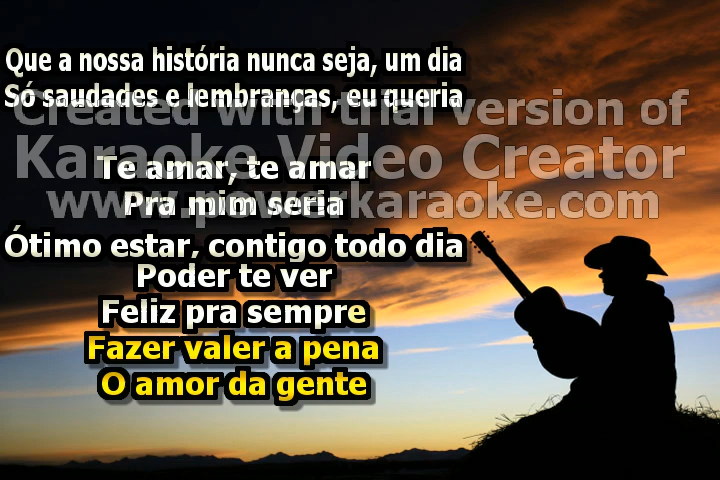 Que a nossa história nunca seja, um dia
Só saudades e lembranças, eu queria
Created with trial version of
Karaoke Video Creator
Te amar, te amar
Pra mim seria
www.powerkaraoke.com
Ótimo estar, contigo todo dia
Poder te ver
Feliz pra sempre
Fazer valer a pena
O amor da gente